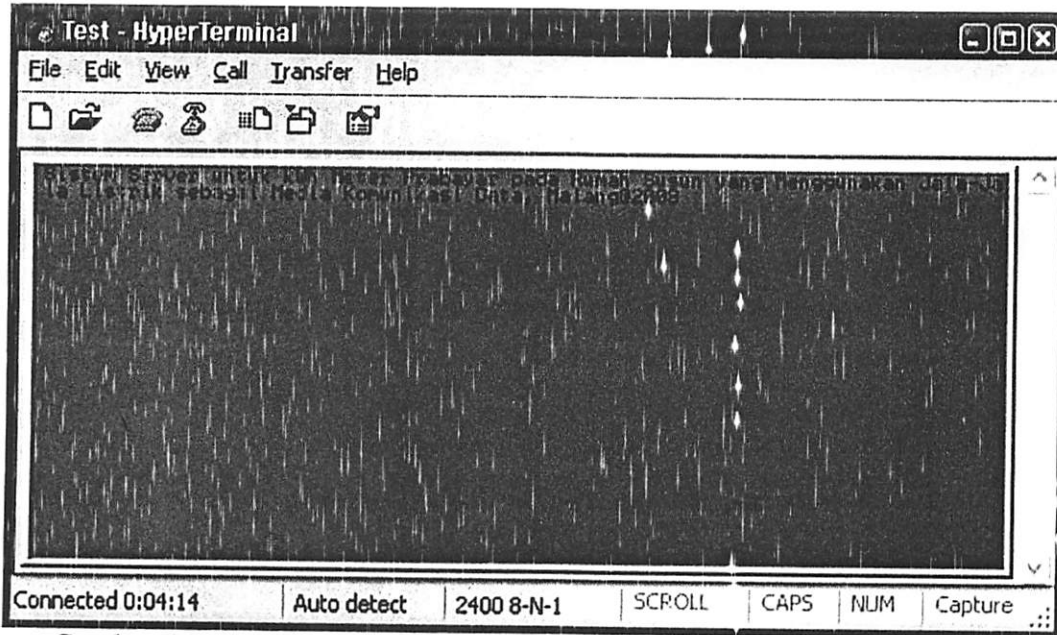 Test - HyperTerminal
File Edit View Call Transfer Help
Sistem Server untuk Meter Prabayar pada Rumah Susun yang Menggunakan Jala-Ja
la Listrik sebagai Media Komunikasi Data,
Connected 0:04:14 Auto detect 2400 8-N-1 SCROLL CAPS NUM Capture